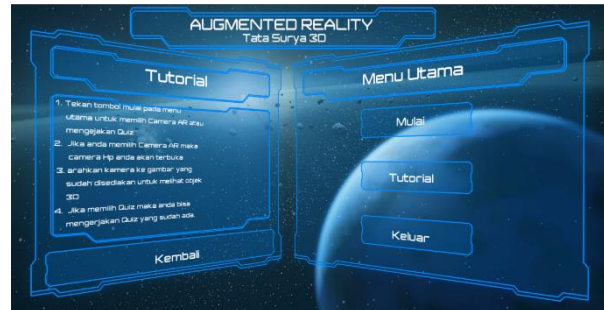 AUGMENTED REALITY
Tata Surya 3D
Tutorial
1. Tekan tombol mulai pada menu
utama untuk memilih Camera AR atau
mengejakan Quiz
2. Jika anda memilih Camera AR maka
camera Hp anda akan terbuka
3. arahkan kamera ke gambar yang
sudah disediakan untuk melihat objek
3D
4. Jika memilih Quiz maka anda bisa
mengerjakan Quiz yang sudah ada
Kembali
Menu Utama
Mulai
Tutorial
Keluar